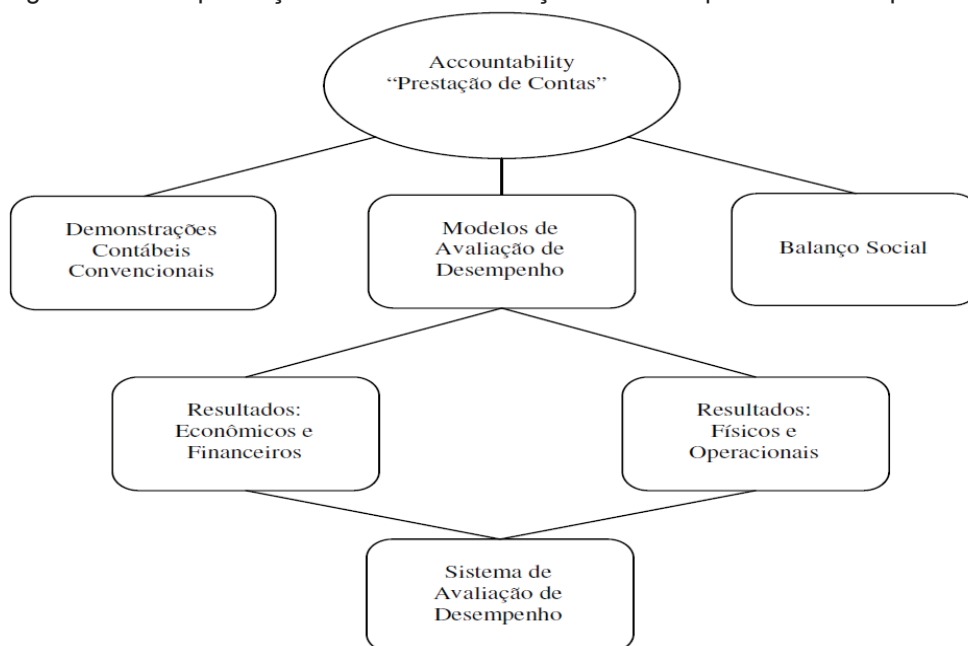 Accountability
“Prestação de Contas”
Demonstrações
Contábeis
Convencionais
Modelos de
Avaliação de
Desempenho
Balanço Social
Resultados:
Econômicos e
Financeiros
Resultados:
Físicos e
Operacionais
Sistema de
Avaliação de
Desempenho